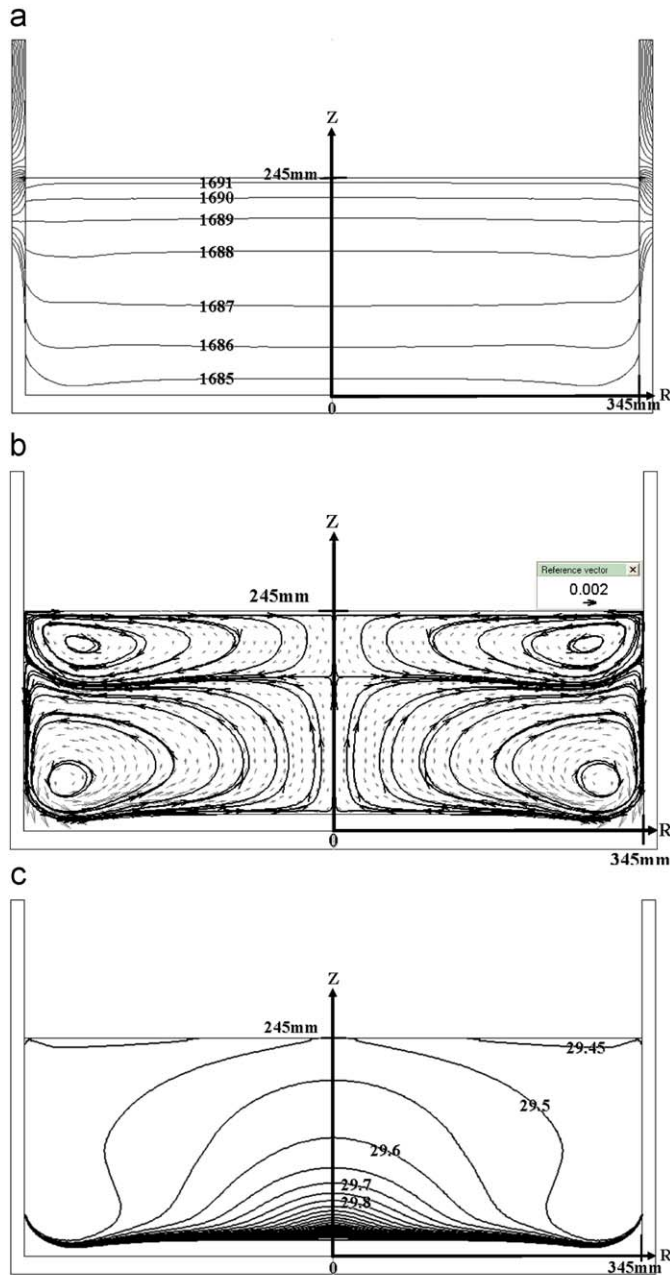 a
Z
245mm
1691
1690
1689
1688
1687
1686
1685
0
345mm
R
b
Z
Reference vector
0.002
245mm
0
R
345mm
c
Z
245mm
29.45
29.5
29.6
29.7
29.8
0
345mm
R